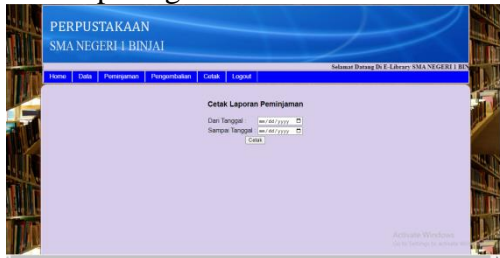 PERPUSTAKAAN
SMA NEGERI 1 BINJAI
Selamat Datang Di E-Library SMA NEGERI 1 BIN
Home Data Peminjaman Pengembalian Cetak Logout
Cetak Laporan Peminjaman
Dari Tanggal mm/dd/yyyy
Sampai Tanggal mm/dd/yyyy
Cetak
Activate Windows